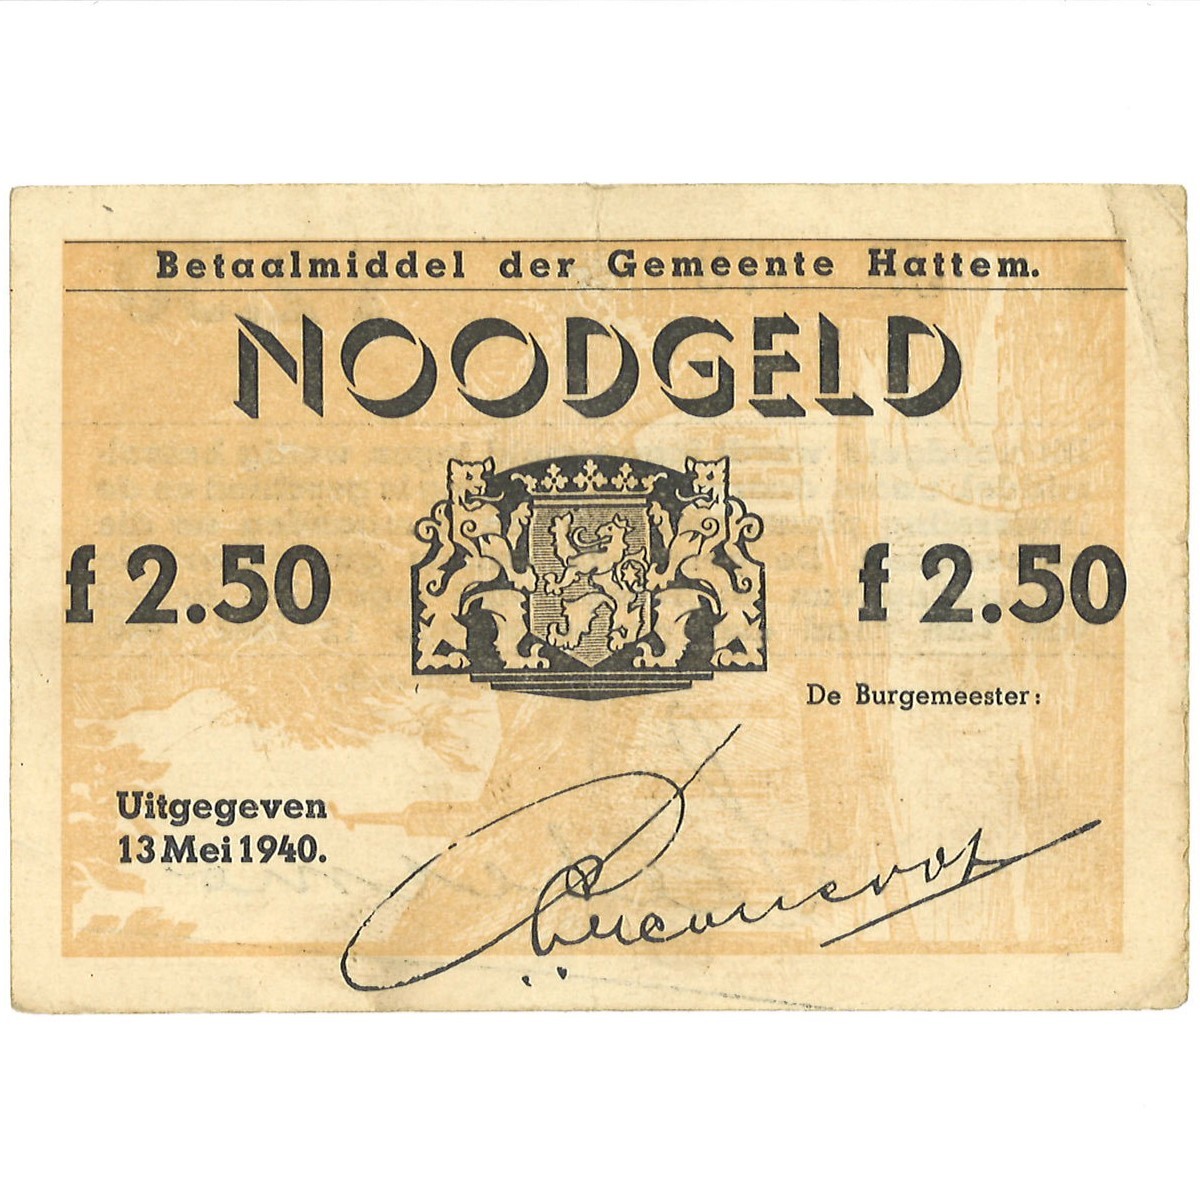 Betaalmiddel der Gemeente Hattem.
NOODGELD
f 2.50
f 2.50
De Burgemeester:
Uitgegeven
13 Mei 1940.